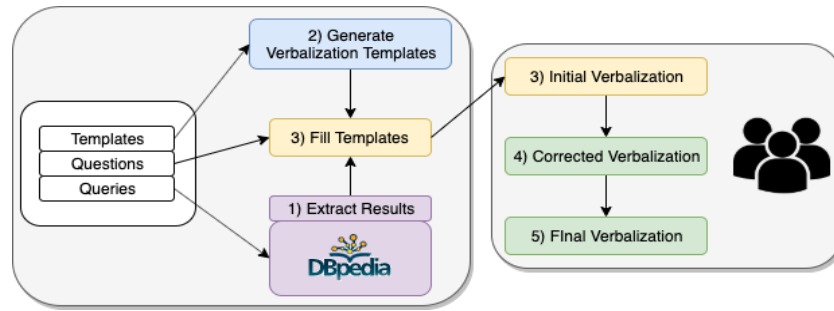 2) Generate
Verbalization Templates
Templates
Questions
Queries
3) Fill Templates
1) Extract Results
DBpedia
3) Initial Verbalization
4) Corrected Verbalization
5) FInal Verbalization